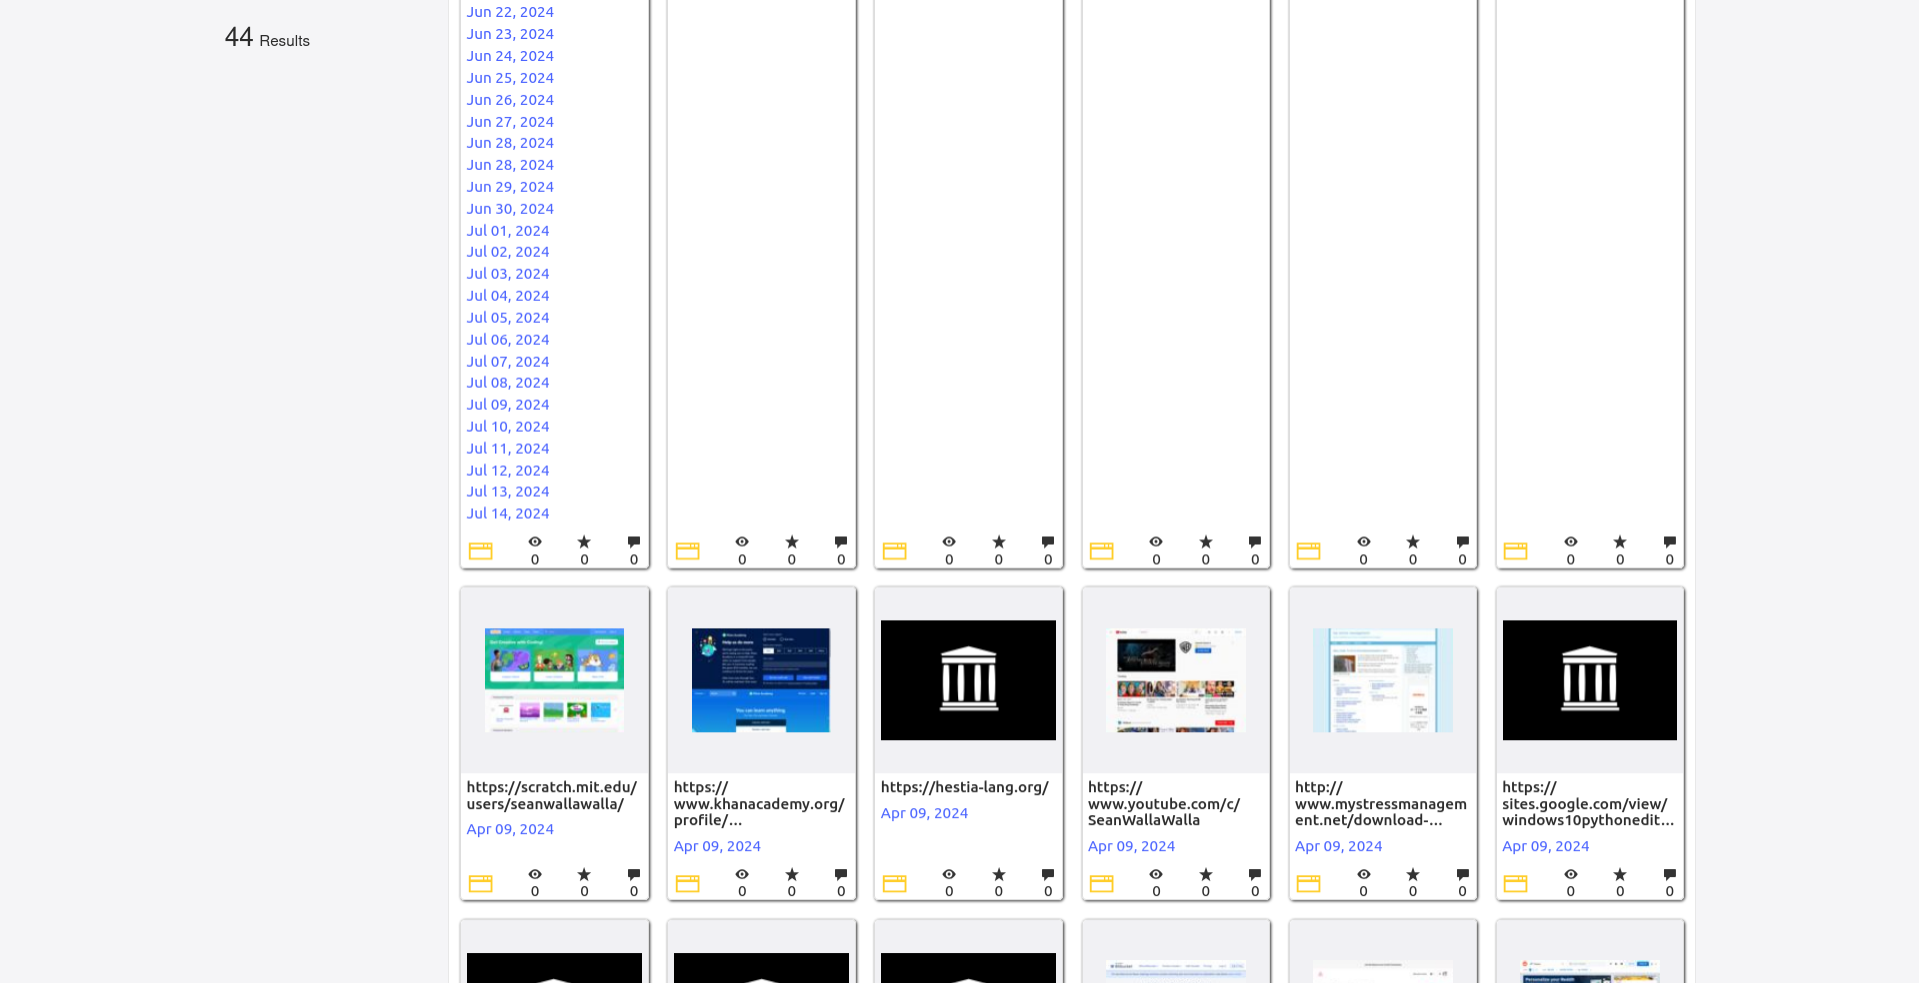 44 Results
Jun 22, 2024
Jun 23, 2024
Jun 24, 2024
Jun 25, 2024
Jun 26, 2024
Jun 27, 2024
Jun 28, 2024
Jun 28, 2024
Jun 29, 2024
Jun 30, 2024
Jul 01, 2024
Jul 02, 2024
Jul 03, 2024
Jul 04, 2024
Jul 05, 2024
Jul 06, 2024
Jul 07, 2024
Jul 08, 2024
Jul 09, 2024
Jul 10, 2024
Jul 11, 2024
Jul 12, 2024
Jul 13, 2024
Jul 14, 2024
0 0 0
0 0 0
0 0 0
0 0 0
0 0 0
0 0 0
https://scratch.mit.edu/
users/seanwallawalla/
Apr 09, 2024
0 0 0
https://
www.khanacademy.org/
profile/...
Apr 09, 2024
0 0 0
https://hestia-lang.org/
Apr 09, 2024
0 0 0
https://
www.youtube.com/c/
SeanWallaWalla
Apr 09, 2024
0 0 0
http://
www.mystressmanagem
ent.net/download-...
Apr 09, 2024
0 0 0
https://
sites.google.com/view/
windows10pythonedit...
Apr 09, 2024
0 0 0